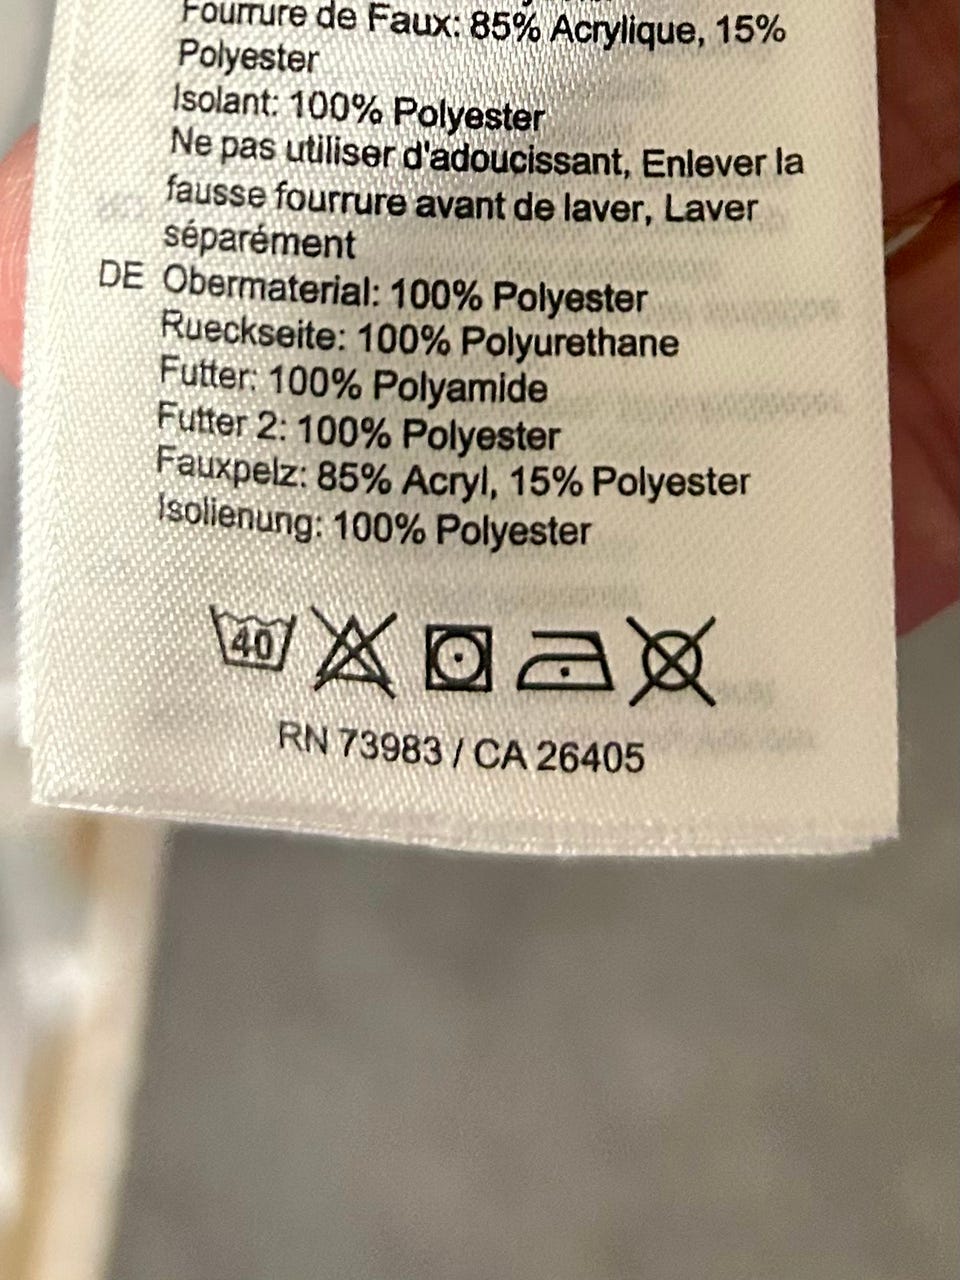 Fourrure de Faux: 85% Acrylique, 15%
Polyester
Isolant: 100% Polyester
Ne pas utiliser d'adoucissant, Enlever la
fausse fourrure avant de laver, Laver
séparément
DE Obermaterial: 100% Polyester
Rueckseite: 100% Polyurethane
Futter: 100% Polyamide
Futter 2: 100% Polyester
Fauxpelz: 85% Acryl, 15% Polyester
Isolienung: 100% Polyester
40
RN 73983 / CA 26405